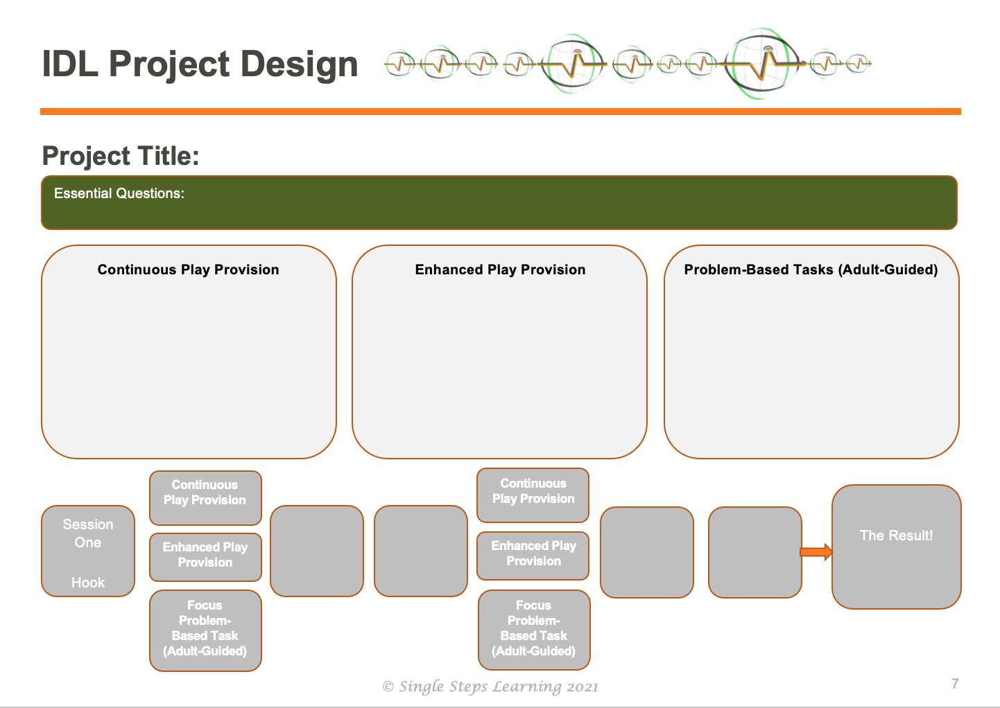 IDL Project Design
Project Title:
Essential Questions:
Continuous Play Provision
Enhanced Play Provision
Problem-Based Tasks (Adult-Guided)
Session
One
Hook
Continuous
Play Provision
Enhanced Play
Provision
Focus
Problem-
Based Task
(Adult-Guided)
Continuous
Play Provision
Enhanced Play
Provision
Focus
Problem-
Based Task
(Adult-Guided)
The Result!
© Single Steps Learning 2021
7